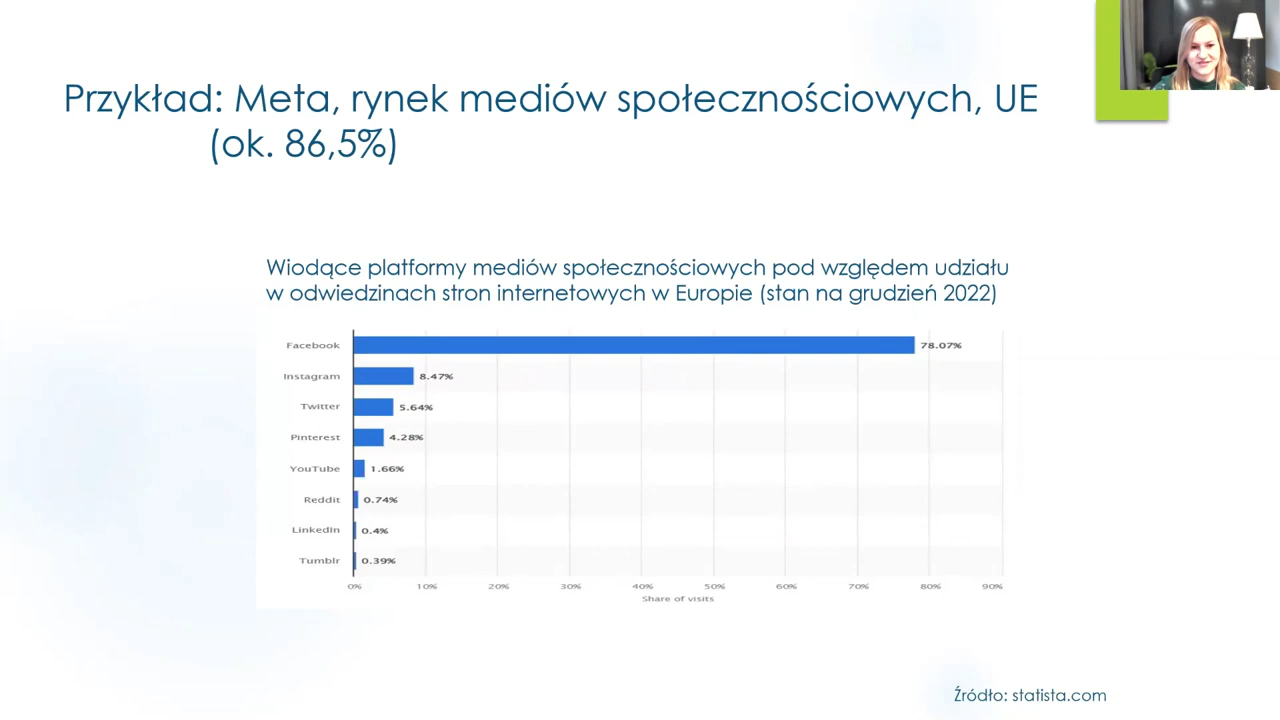 Przykład: Meta, rynek mediów społecznościowych, UE
(ok. 86,5%)
Wiodące platformy mediów społecznościowych pod względem udziału
w odwiedzinach stron internetowych w Europie (stan na grudzień 2022)
Facebook 78.07%
Instagram 8.47%
Twitter 5.64%
Pinterest 4.28%
YouTube 1.66%
Reddit 0.74%
LinkedIn 0.4%
Tumblr 0.39%
0% 10% 20% 30% 40% 50% 60% 70% 80% 90%
Share of visits
Źródło: statista.com